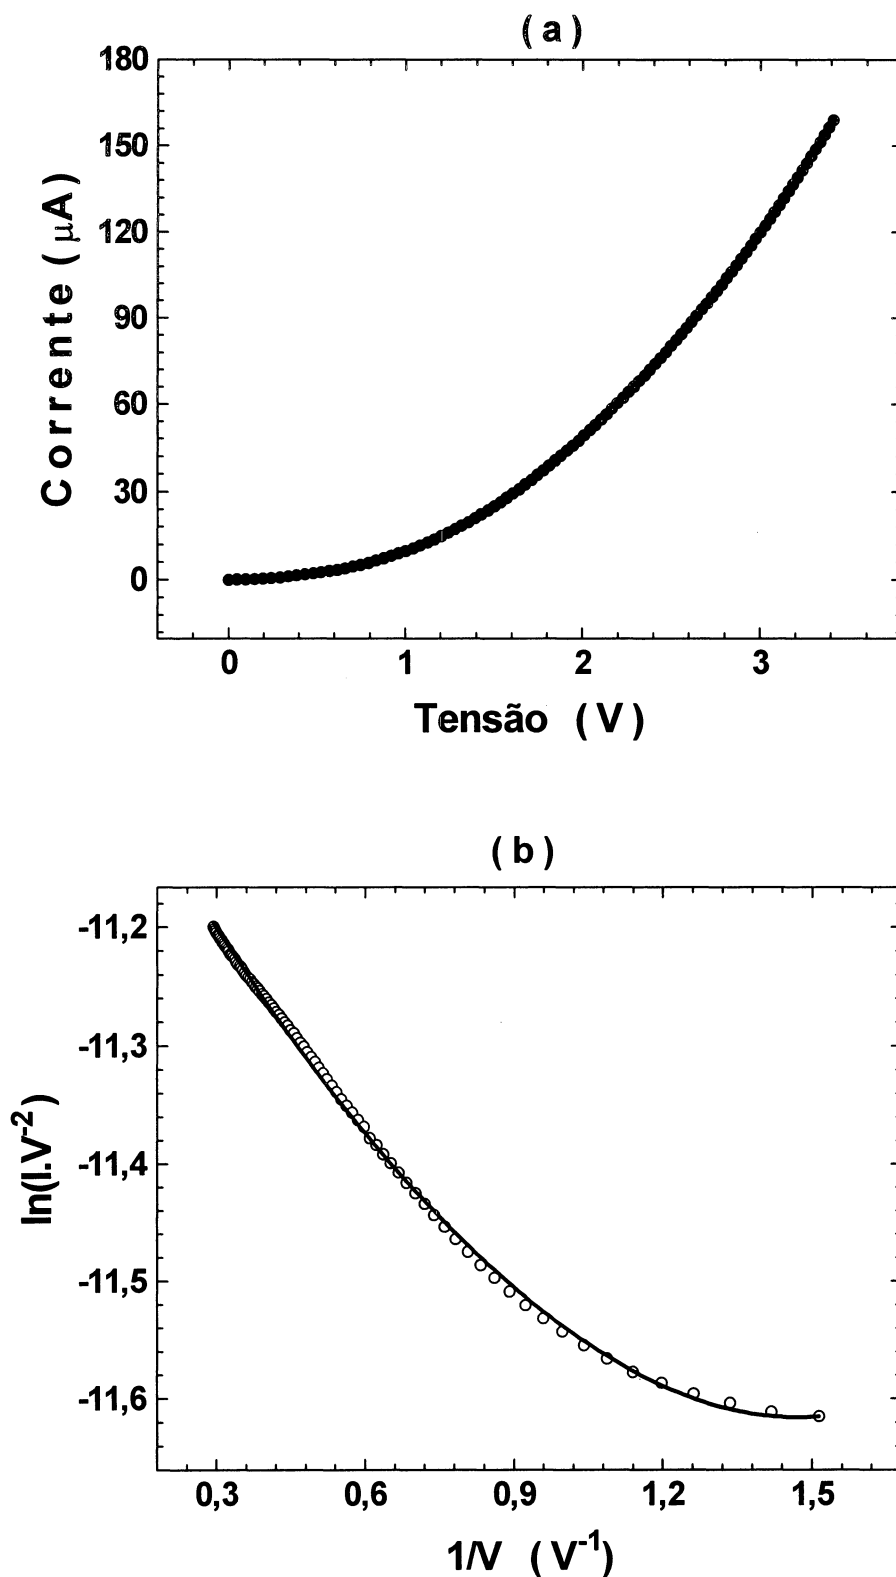 ( a )
180
150
120
90
60
30
0
Corrente ( μA )
0 1 2 3
Tensão ( V )
( b )
-11,2
-11,3
-11,4
-11,5
-11,6
ln(I.V⁻²)
0,3 0,6 0,9 1,2 1,5
1/V ( V⁻¹ )